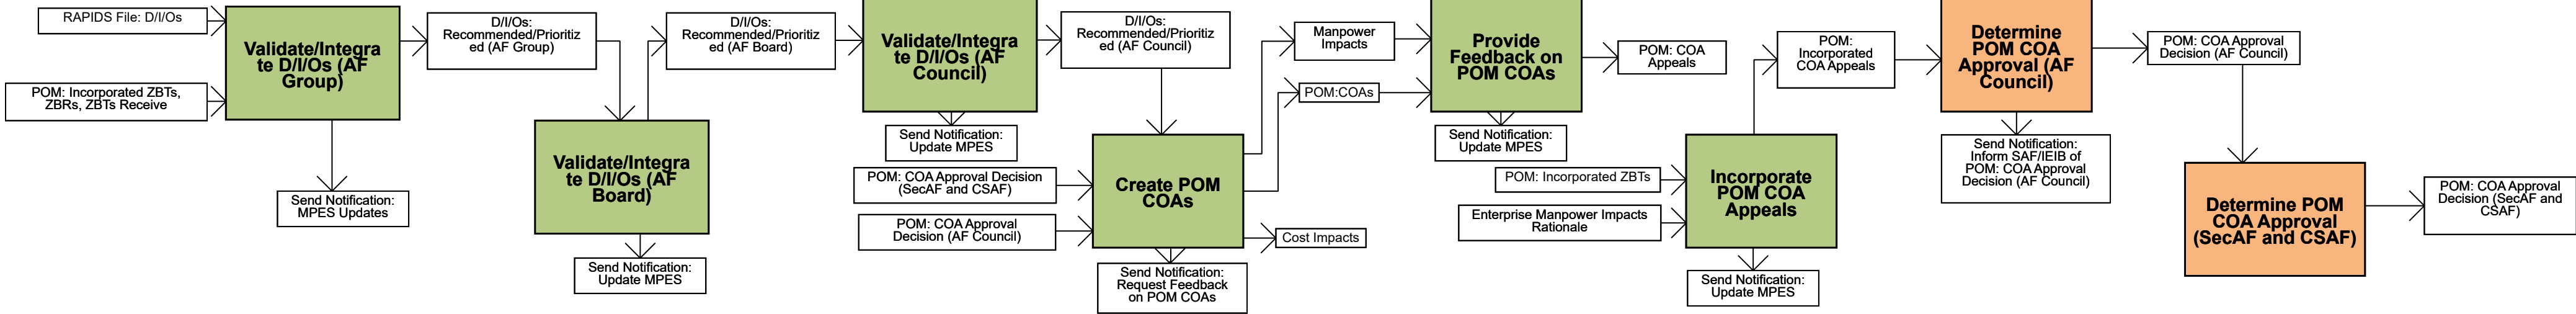 RAPIDS File: D/I/Os
POM: Incorporated ZBTs,
ZBRs, ZBTs Receive
Validate/Integra
te D/I/Os (AF
Group)
Send Notification:
MPES Updates
D/I/Os:
Recommended/Prioritiz
ed (AF Group)
Validate/Integra
te D/I/Os (AF
Board)
Send Notification:
Update MPES
D/I/Os:
Recommended/Prioritiz
ed (AF Board)
Validate/Integra
te D/I/Os (AF
Council)
Send Notification:
Update MPES
D/I/Os:
Recommended/Prioritiz
ed (AF Council)
POM: COA Approval Decision
(SecAF and CSAF)
POM: COA Approval
Decision (AF Council)
Create POM
COAs
Send Notification:
Request Feedback
on POM COAs
Manpower
Impacts
POM:COAs
Cost Impacts
Provide
Feedback on
POM COAs
Send Notification:
Update MPES
POM: COA
Appeals
POM: Incorporated ZBTs
Enterprise Manpower Impacts
Rationale
Incorporate
POM COA
Appeals
Send Notification:
Update MPES
POM:
Incorporated
COA Appeals
Determine
POM COA
Approval (AF
Council)
Send Notification:
Inform SAF/IEIB of
POM: COA Approval
Decision (AF Council)
POM: COA Approval
Decision (AF Council)
Determine POM
COA Approval
(SecAF and CSAF)
POM: COA Approval
Decision (SecAF and
CSAF)